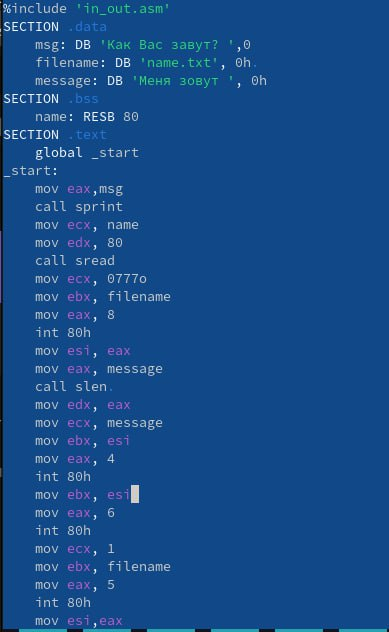 %include 'in_out.asm'
SECTION .data
msg: DB 'Как Вас завут? ',0
filename: DB 'name.txt', 0h.
message: DB 'Меня зовут ', 0h
SECTION .bss
name: RESB 80
SECTION .text
global _start
_start:
mov eax,msg
call sprint
mov ecx, name
mov edx, 80
call sread
mov ecx, 0777o
mov ebx, filename
mov eax, 8
int 80h
mov esi, eax
mov eax, message
call slen.
mov edx, eax
mov ecx, message
mov ebx, esi
mov eax, 4
int 80h
mov ebx, esi
mov eax, 6
int 80h
mov ecx, 1
mov ebx, filename
mov eax, 5
int 80h
mov esi,eax